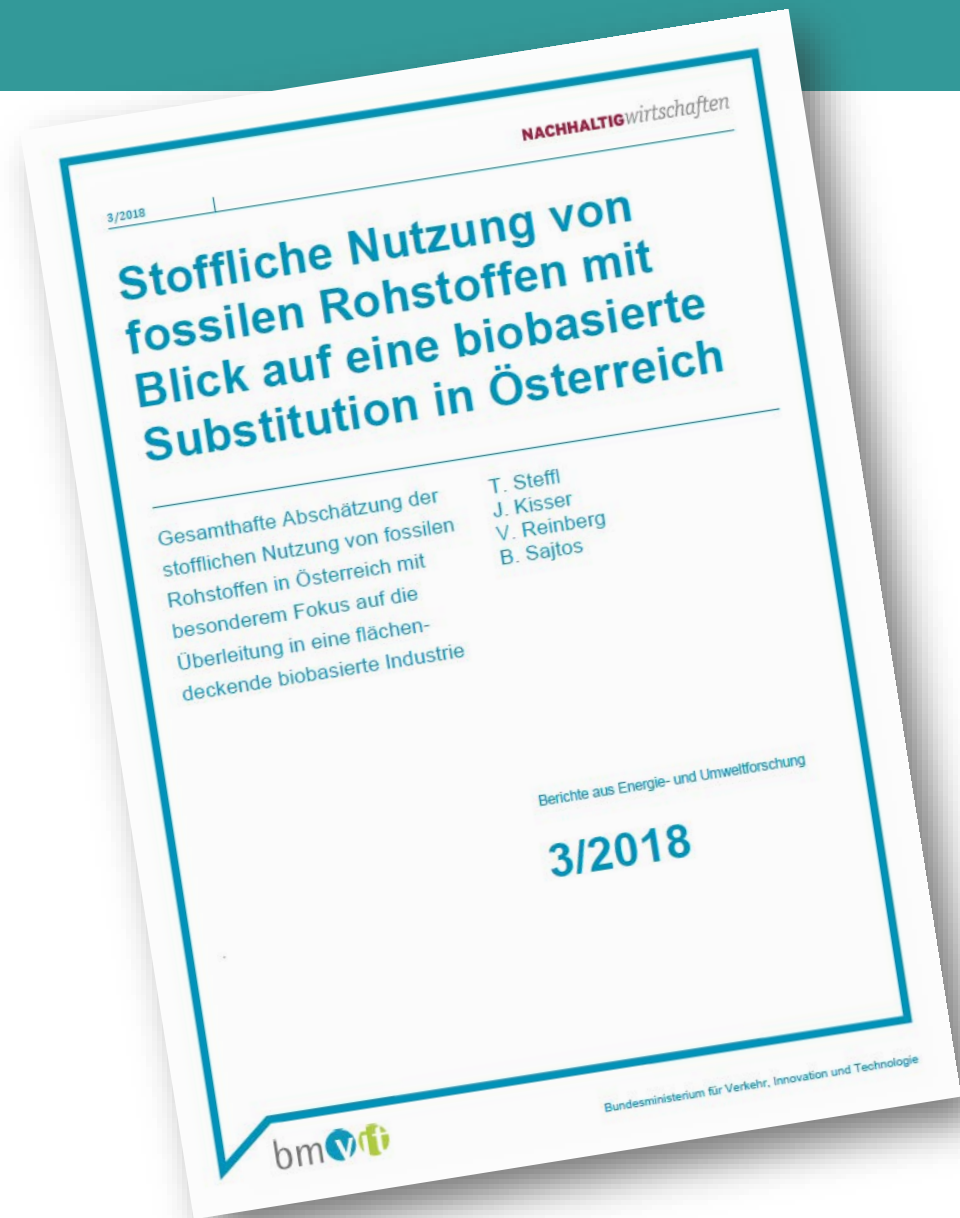 NACHHALTIGwirtschaften
3/2018
Stoffliche Nutzung von
fossilen Rohstoffen mit
Blick auf eine biobasierte
Substitution in Österreich
Gesamthafte Abschätzung der
stofflichen Nutzung von fossilen
Rohstoffen in Österreich mit
besonderem Fokus auf die
Überleitung in eine flächen-
deckende biobasierte Industrie
T. Steffl
J. Kisser
V. Reinberg
B. Sajtos
Berichte aus Energie- und Umweltforschung
3/2018
bmvit
Bundesministerium für Verkehr, Innovation und Technologie